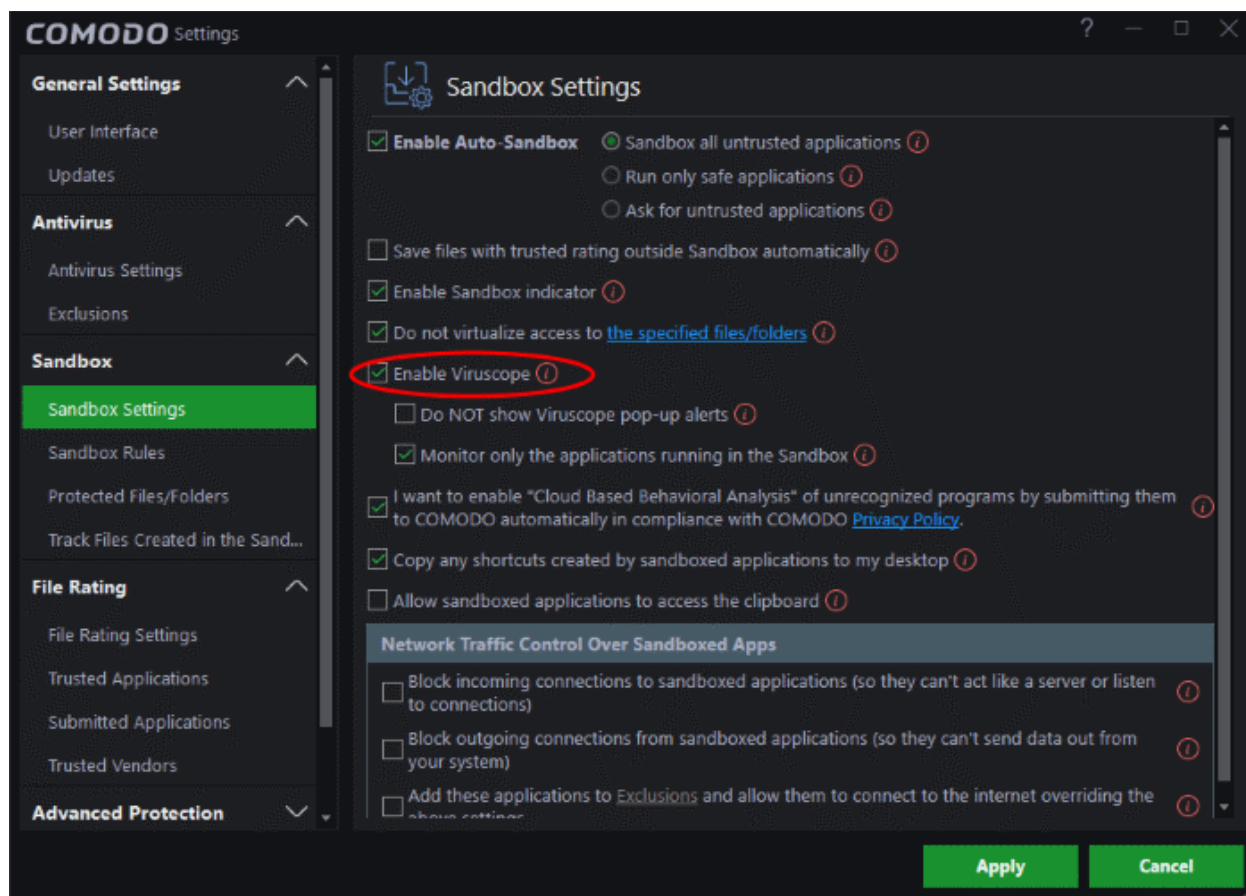 COMODO Settings
?
General Settings
User Interface
Updates
Antivirus
Antivirus Settings
Exclusions
Sandbox
Sandbox Settings
Sandbox Rules
Protected Files/Folders
Track Files Created in the Sand...
File Rating
File Rating Settings
Trusted Applications
Submitted Applications
Trusted Vendors
Advanced Protection
Sandbox Settings
Enable Auto-Sandbox
Sandbox all untrusted applications
Run only safe applications
Ask for untrusted applications
Save files with trusted rating outside Sandbox automatically
Enable Sandbox indicator
Do not virtualize access to the specified files/folders
Enable Viruscope
Do NOT show Viruscope pop-up alerts
Monitor only the applications running in the Sandbox
I want to enable "Cloud Based Behavioral Analysis" of unrecognized programs by submitting them
to COMODO automatically in compliance with COMODO Privacy Policy.
Copy any shortcuts created by sandboxed applications to my desktop
Allow sandboxed applications to access the clipboard
Network Traffic Control Over Sandboxed Apps
Block incoming connections to sandboxed applications (so they can't act like a server or listen
to connections)
Block outgoing connections from sandboxed applications (so they can't send data out from
your system)
Add these applications to Exclusions and allow them to connect to the internet overriding the
above settings
Apply
Cancel